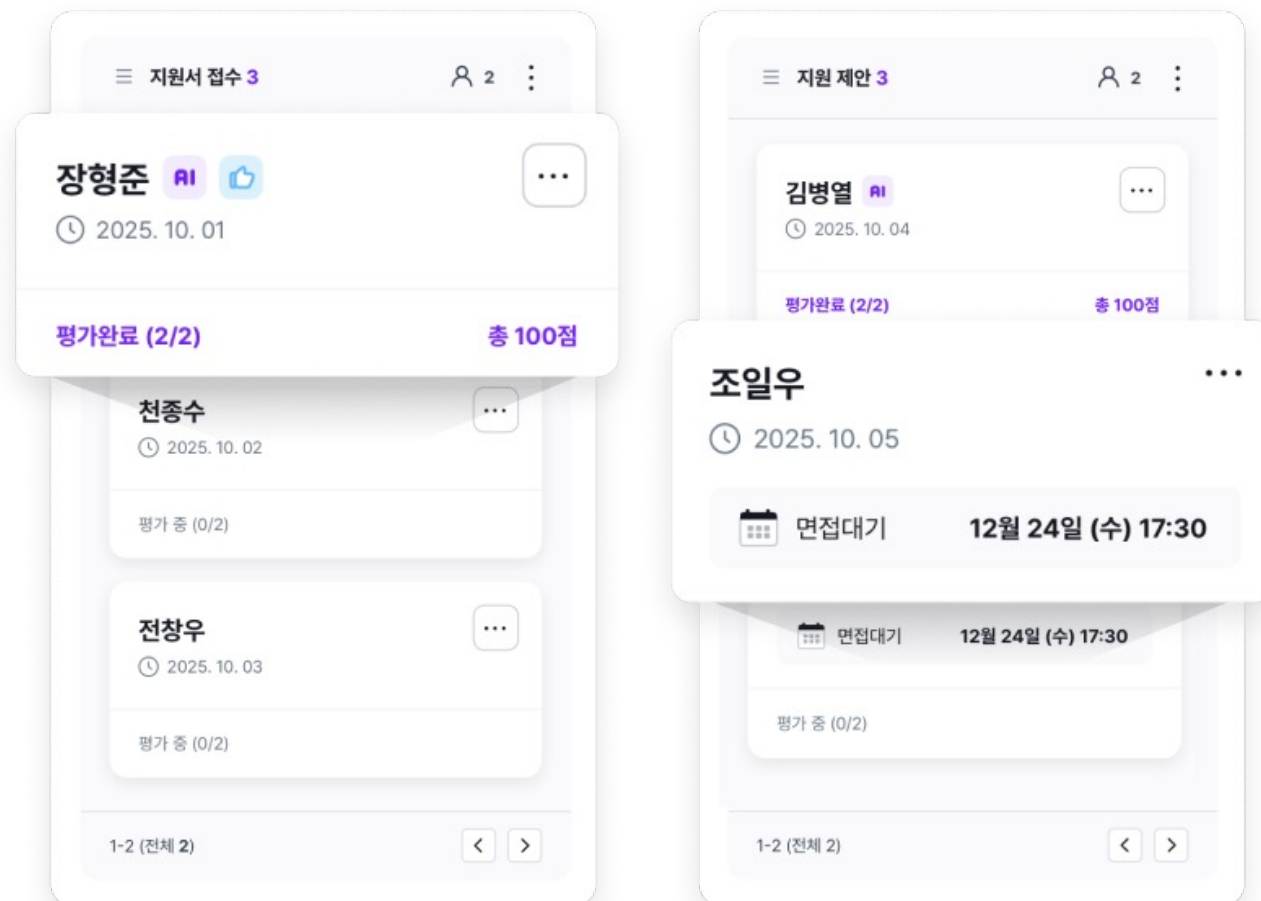 지원서 접수 3 2
장형준 AI
2025. 10. 01
평가완료 (2/2) 총 100점
천종수
2025. 10. 02
평가 중 (0/2)
전창우
2025. 10. 03
평가 중 (0/2)
1-2 (전체 2)
지원 제안 3 2
김병열 AI
2025. 10. 04
평가완료 (2/2) 총 100점
조일우
2025. 10. 05
면접대기 12월 24일 (수) 17:30
면접대기 12월 24일 (수) 17:30
평가 중 (0/2)
1-2 (전체 2)